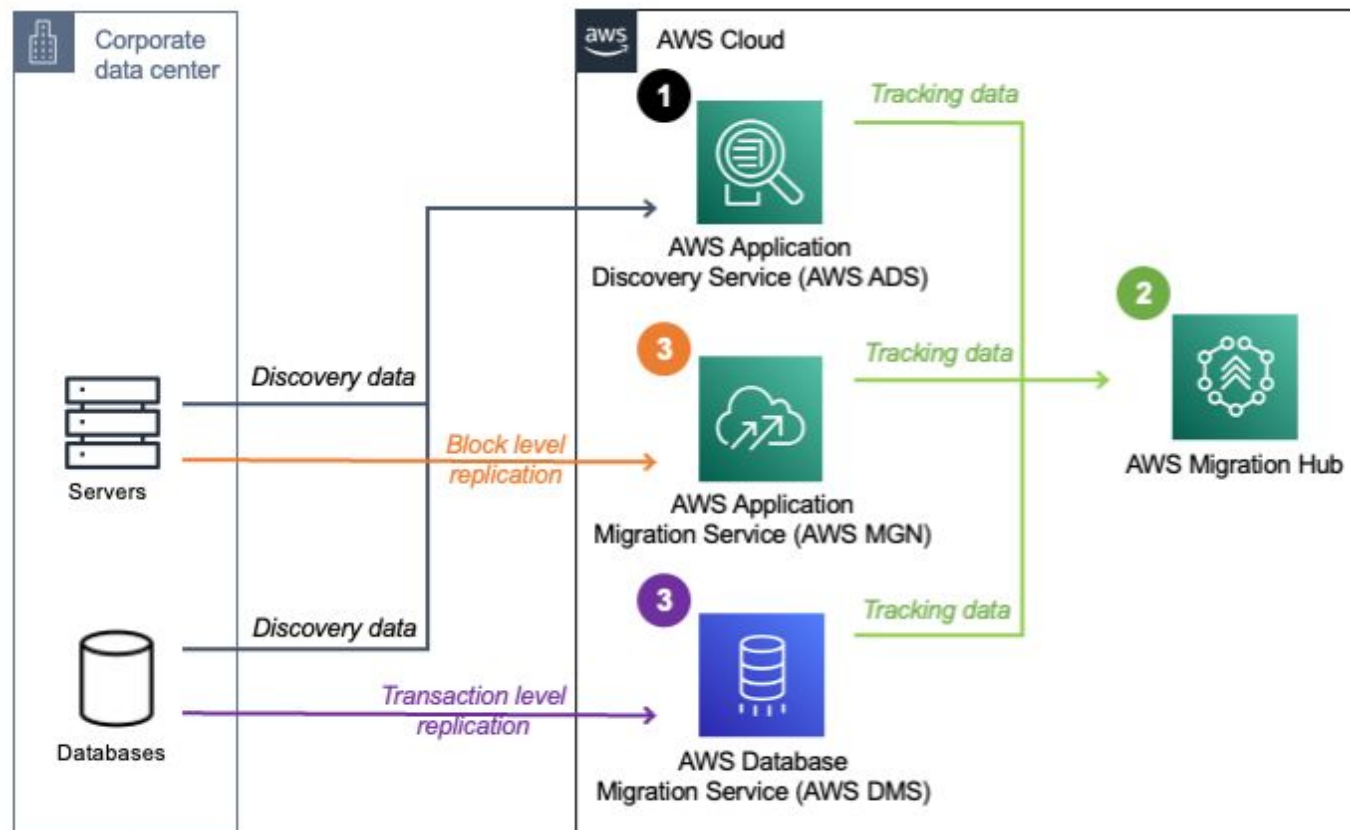 Corporate
data center
aws
AWS Cloud
1
Tracking data
AWS Application
Discovery Service (AWS ADS)
2
3
Discovery data
Tracking data
Block level
replication
Servers
AWS Migration Hub
AWS Application
Migration Service (AWS MGN)
3
Discovery data
Tracking data
Transaction level
replication
Databases
AWS Database
Migration Service (AWS DMS)